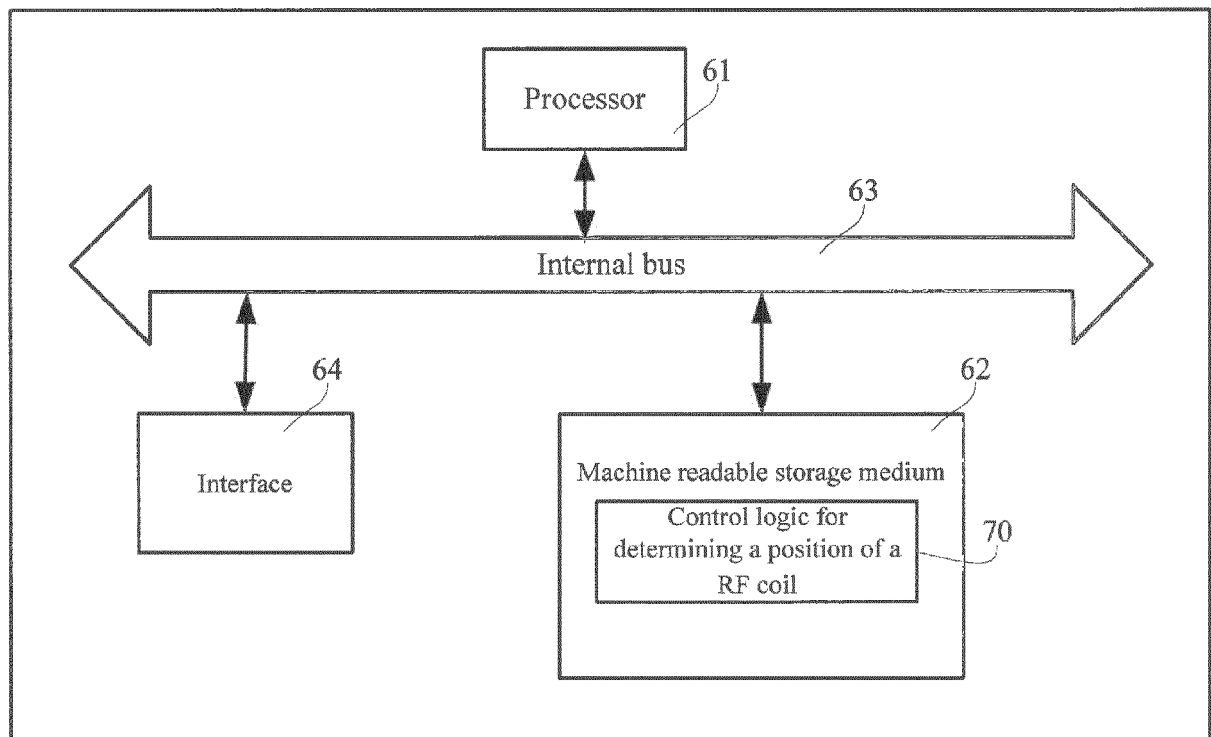 61
Processor
63
Internal bus
64
62
Interface
Machine readable storage medium
Control logic for
determining a position of a
RF coil
70